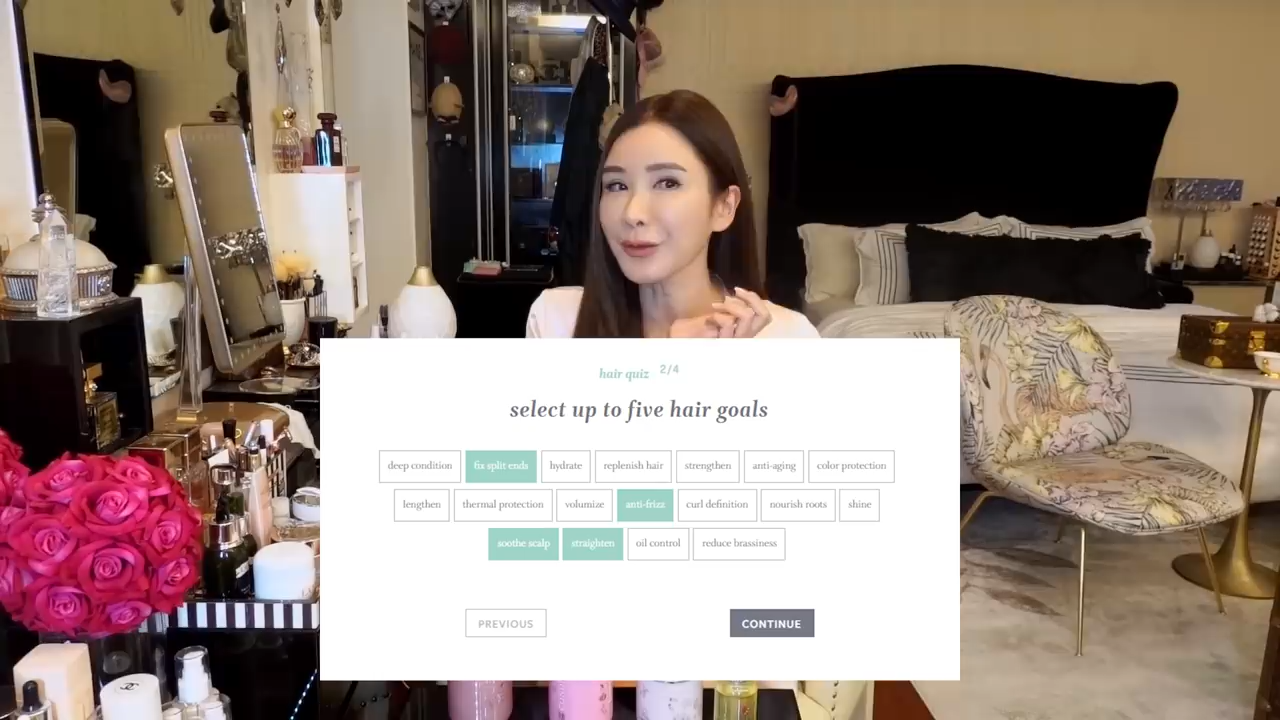 hair quiz 2/4
select up to five hair goals
deep condition fix split ends hydrate replenish hair strengthen anti-aging color protection
lengthen thermal protection volumize anti-frizz curl definition nourish roots shine
soothe scalp straighten oil control reduce brassiness
PREVIOUS CONTINUE